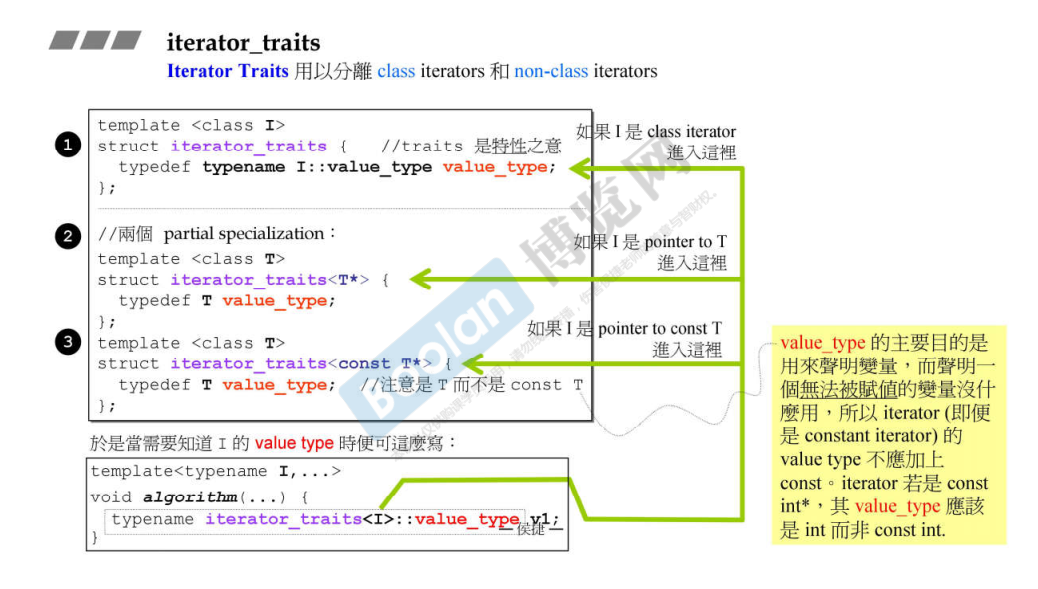 iterator_traits
Iterator Traits 用以分離 class iterators 和 non-class iterators
1
template <class I>
struct iterator_traits { //traits 是特性之意
typedef typename I::value_type value_type;
};
如果 I 是 class iterator
進入這裡
2
//兩個 partial specialization：
template <class T>
struct iterator_traits<T*> {
typedef T value_type;
};
如果 I 是 pointer to T
進入這裡
3
template <class T>
struct iterator_traits<const T*> {
typedef T value_type; //注意是 T 而不是 const T
};
如果 I 是 pointer to const T
進入這裡
value_type 的主要目的是
用來聲明變量，而聲明一
個無法被賦值的變量沒什
麼用，所以 iterator (即便
是 constant iterator) 的
value type 不應加上
const。iterator 若是 const
int*，其 value_type 應該
是 int 而非 const int.
於是當需要知道 I 的 value type 時便可這麼寫：
template<typename I,...>
void algorithm(...) {
typename iterator_traits<I>::value_type v1;
}
侯捷
Boolan
博览网